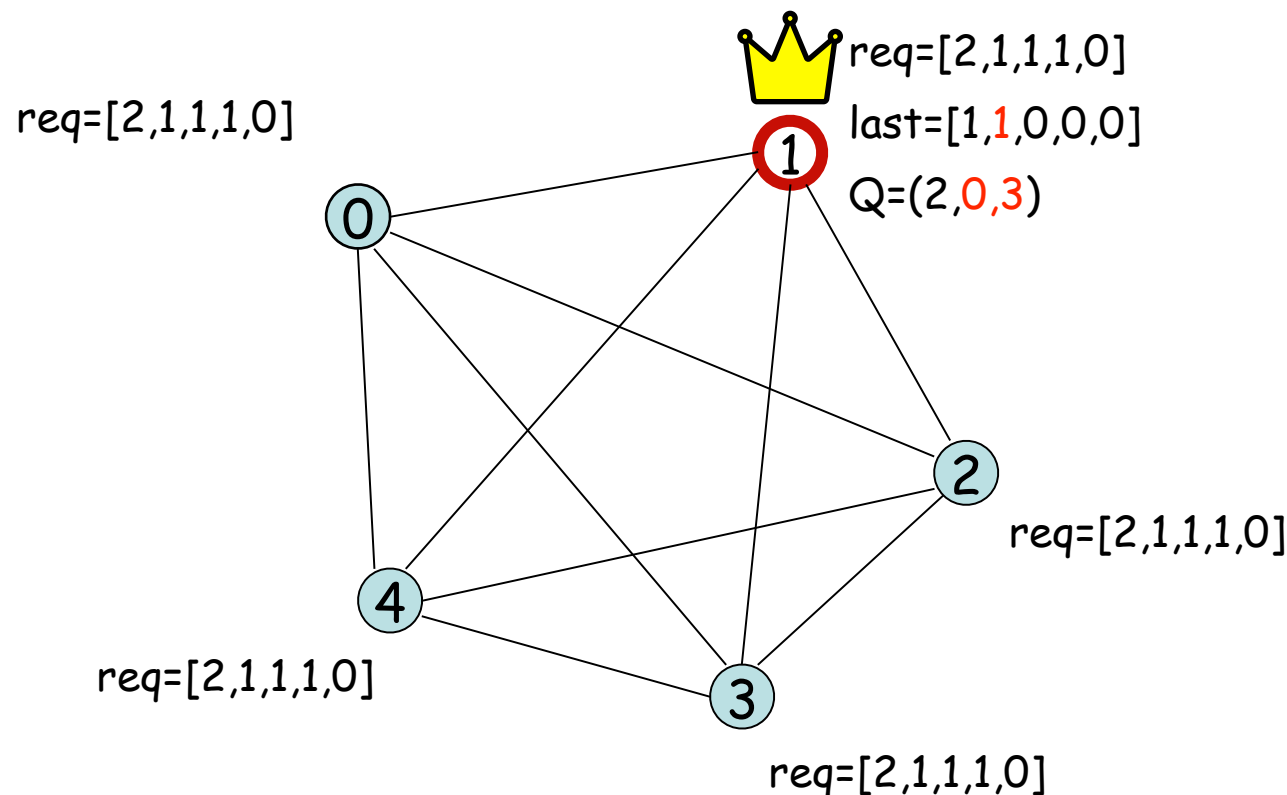 req=[2,1,1,1,0]
last=[1,1,0,0,0]
Q=(2,0,3)
1
req=[2,1,1,1,0]
0
2
req=[2,1,1,1,0]
4
req=[2,1,1,1,0]
3
req=[2,1,1,1,0]